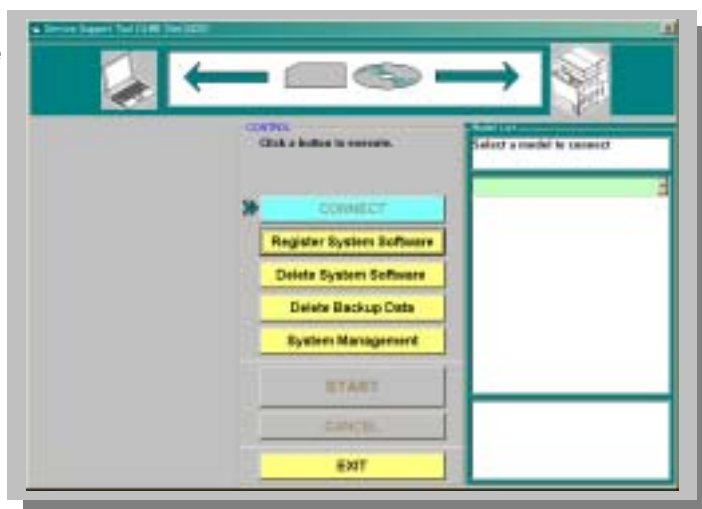 CONTROL
Click a button to execute.
Select a model to connect
CONNECT
Register System Software
Delete System Software
Delete Backup Data
System Management
START
CANCEL
EXIT